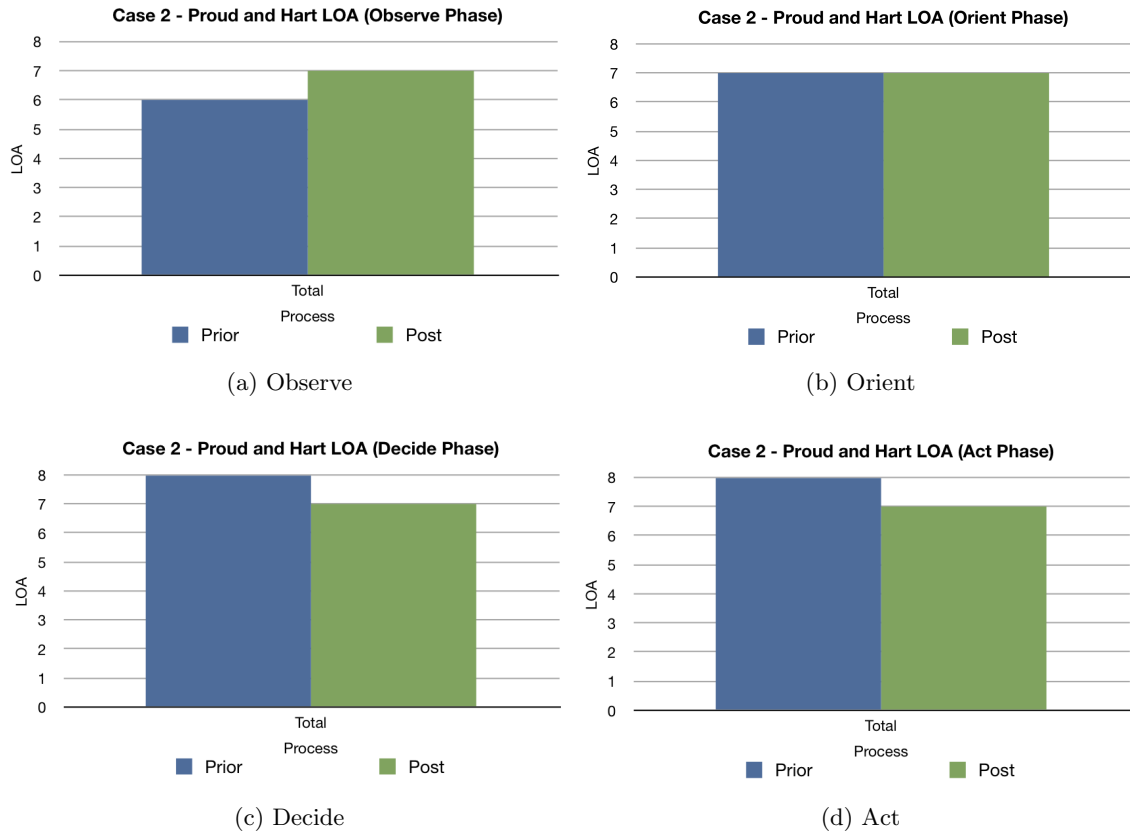 Case 2 - Proud and Hart LOA (Observe Phase)
8
7
6
5
4
3
2
1
0
LOA
Total
Process
Prior
Post
(a) Observe
Case 2 - Proud and Hart LOA (Orient Phase)
8
7
6
5
4
3
2
1
0
LOA
Total
Process
Prior
Post
(b) Orient
Case 2 - Proud and Hart LOA (Decide Phase)
8
7
6
5
4
3
2
1
0
LOA
Total
Process
Prior
Post
(c) Decide
Case 2 - Proud and Hart LOA (Act Phase)
8
7
6
5
4
3
2
1
0
LOA
Total
Process
Prior
Post
(d) Act